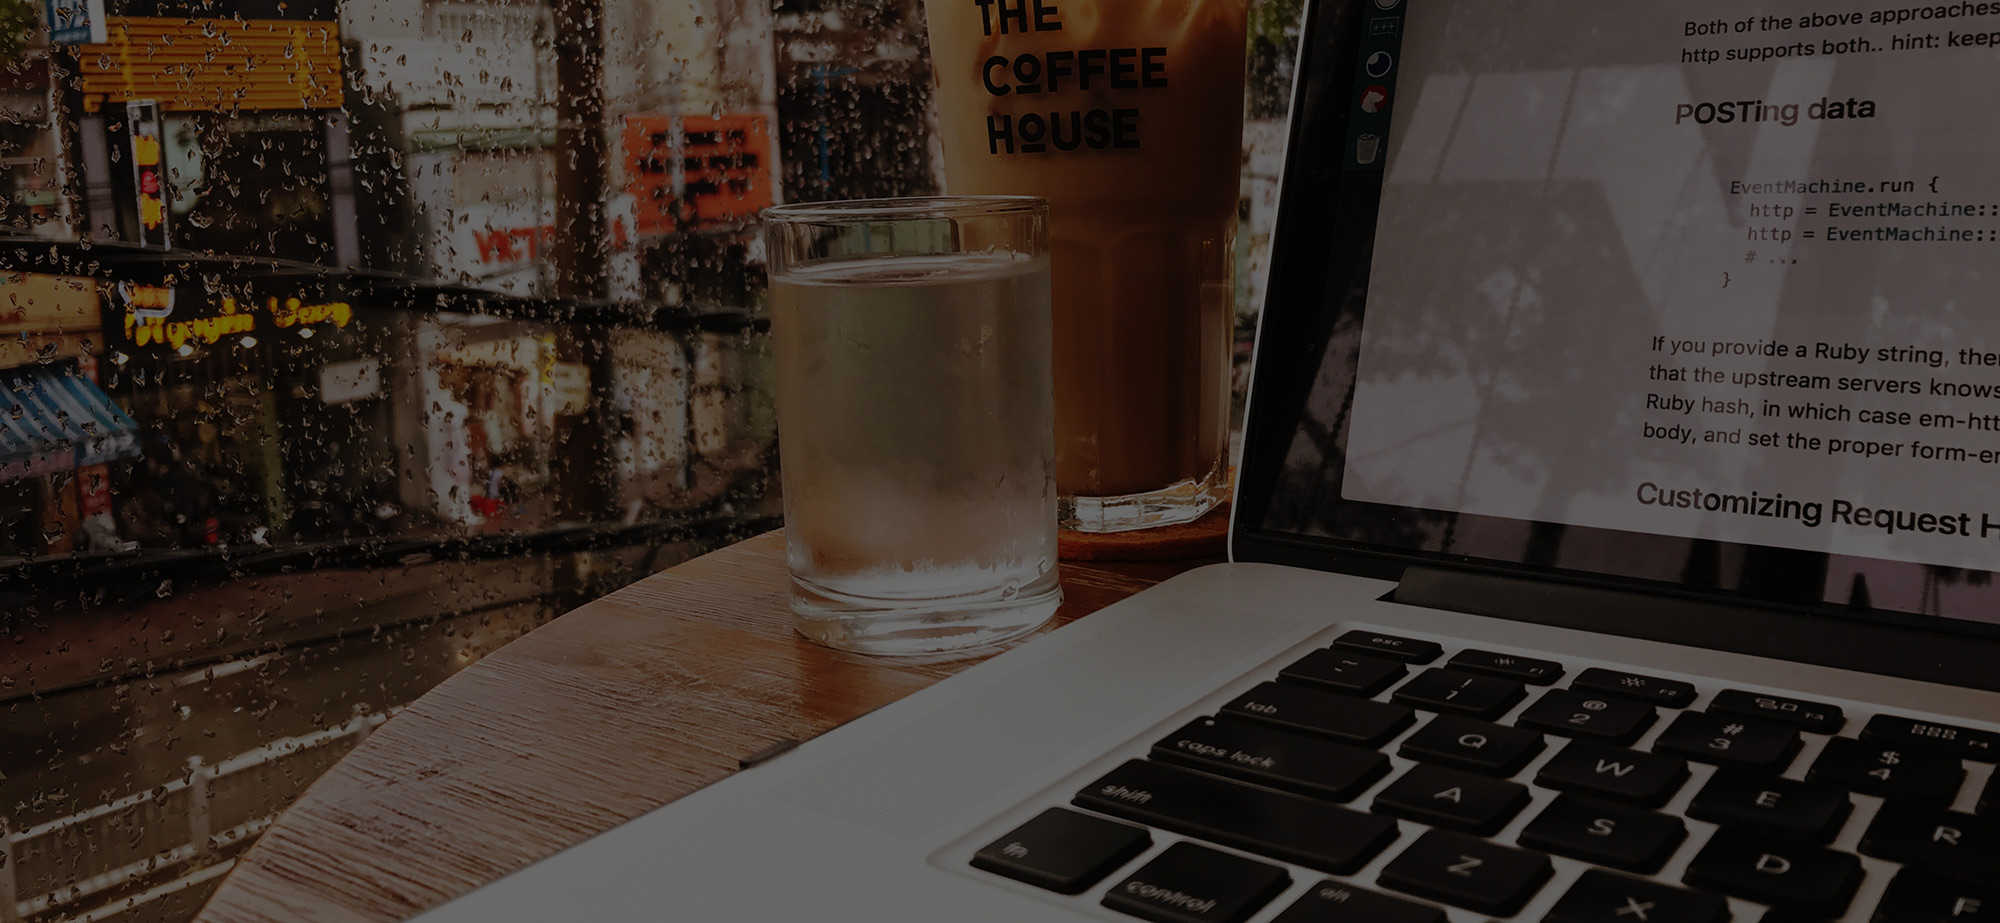 THE
COFFEE
HOUSE
Both of the above approaches
http supports both.. hint: keep
POSTing data
EventMachine.run {
http = EventMachine::
http = EventMachine::
# ...
}
If you provide a Ruby string, the
that the upstream servers knows
Ruby hash, in which case em-htt
body, and set the proper form-e
Customizing Request H
esc
F1
F2
F3
F4
~
!
1
@
2
#
3
$
4
tab
Q
W
E
R
caps lock
A
S
D
F
shift
Z
X
fn
control
alt